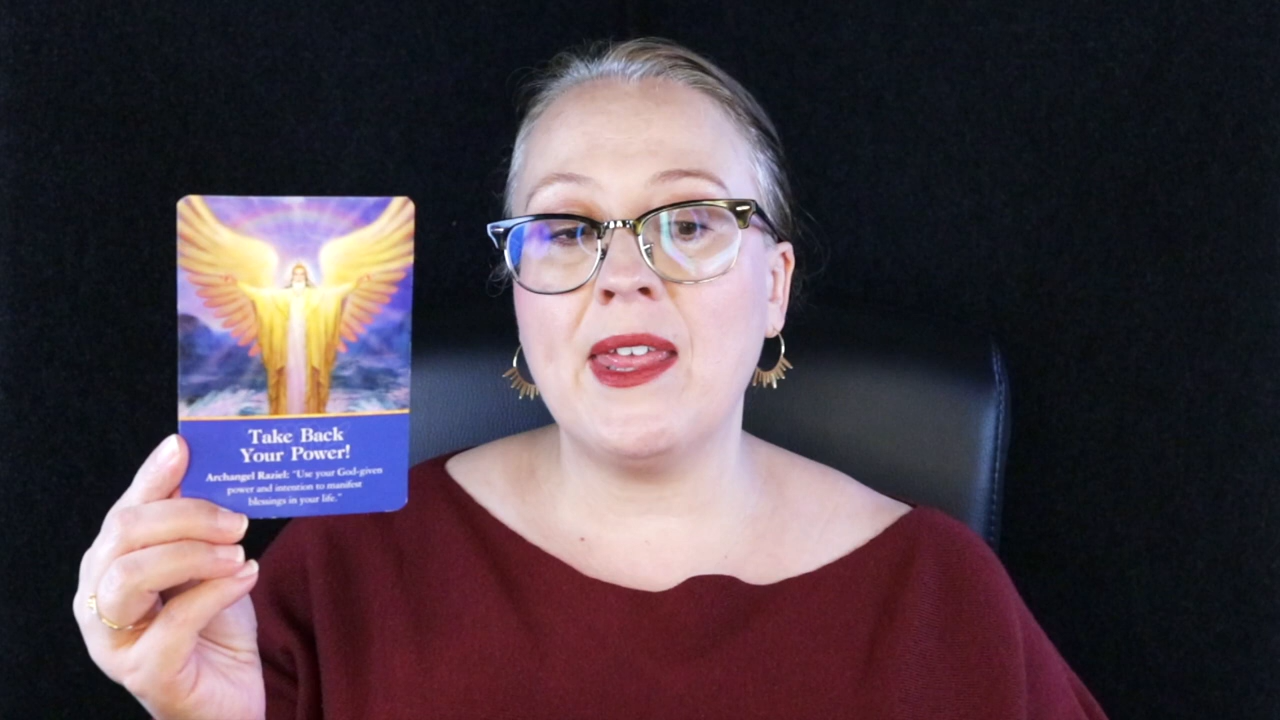 Take Back
Your Power!
Archangel Raziel: "Use your God-given
power and intention to manifest
blessings in your life."